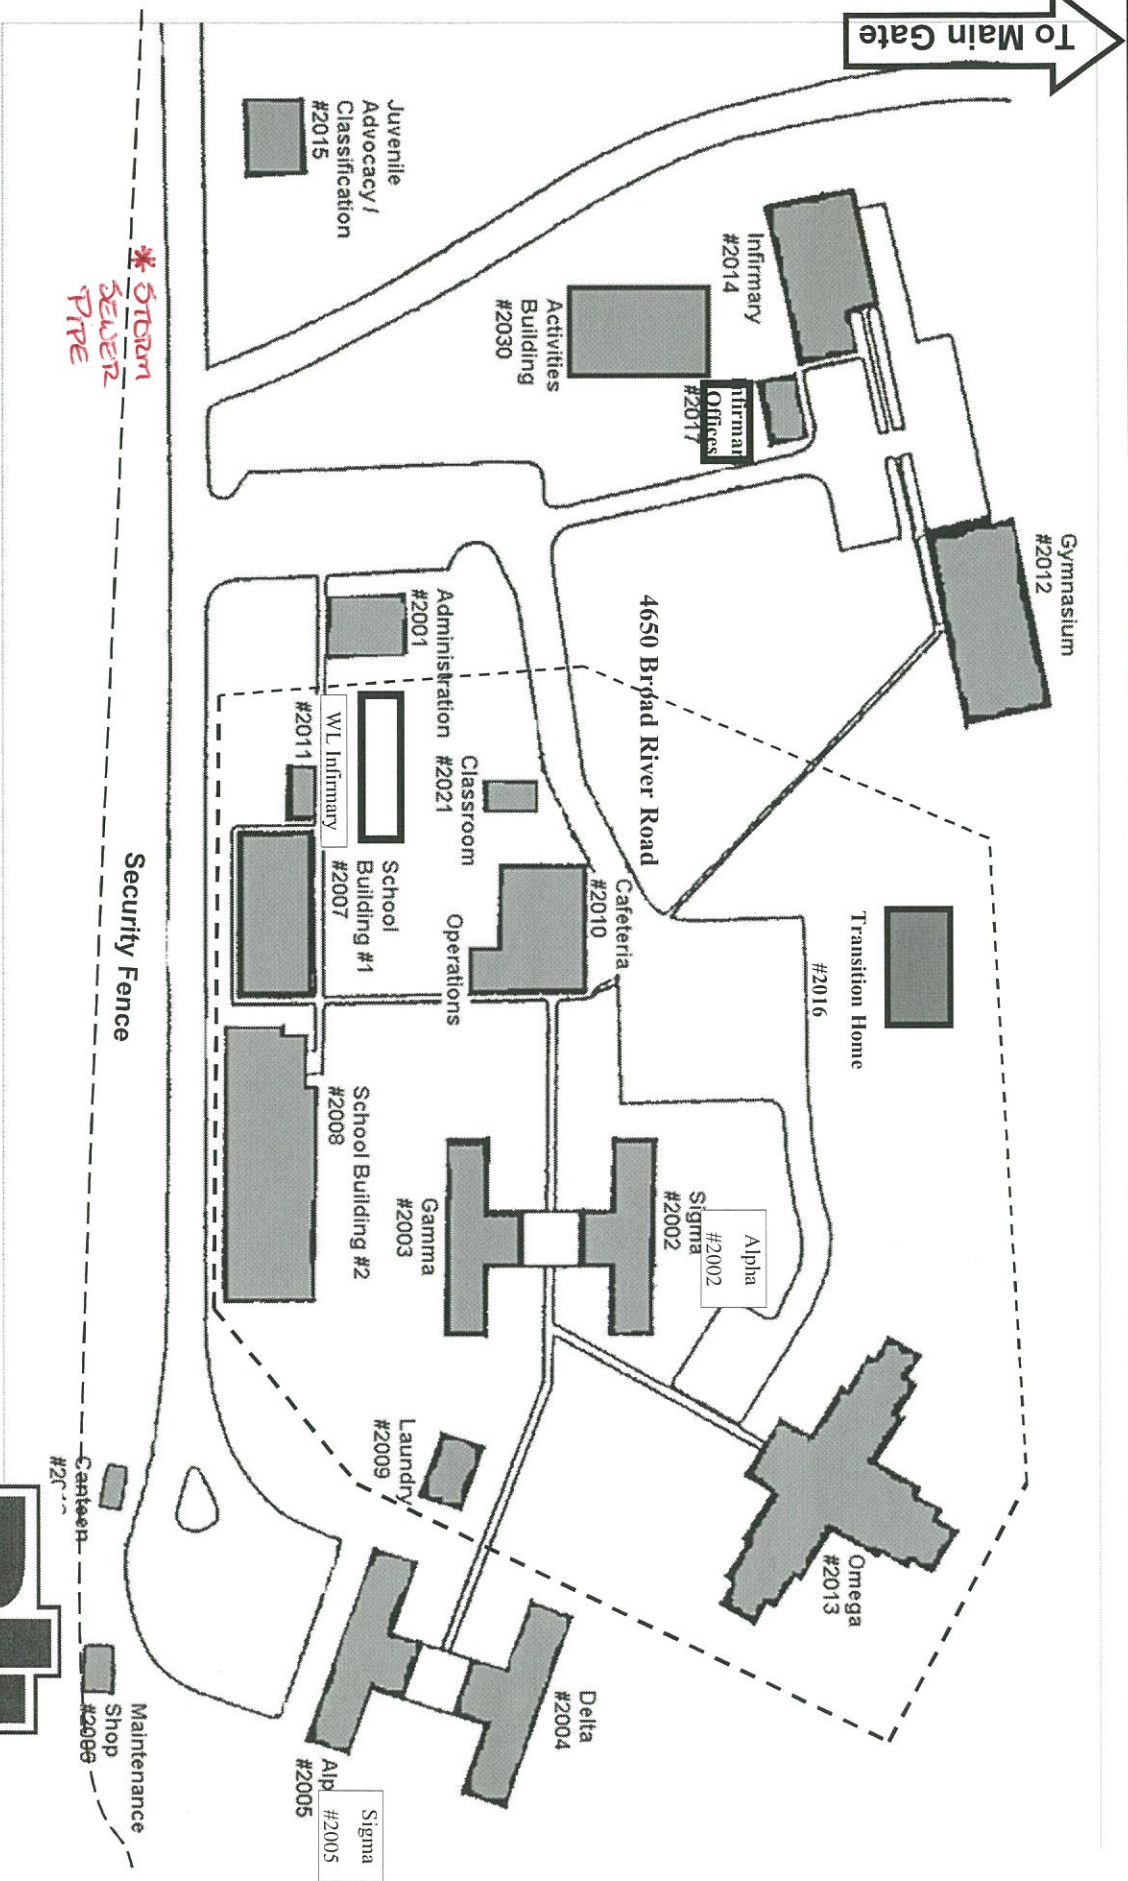 To Main Gate
Gymnasium
#2012
Infirmary
#2014
Offices
#2017
Activities
Building
#2030
Juvenile
Advocacy /
Classification
#2015
* STORM
SEWER
PIPE
4650 Broad River Road
Transition Home
#2016
Administration
#2001
Classroom
#2021
WL Infirmary
#2011
School
Building #1
#2007
Cafeteria
#2010
Operations
School Building #2
#2008
Sigma
#2002
Alpha
#2002
Gamma
#2003
Omega
#2013
Laundry
#2009
Delta
#2004
Alp
#2005
Sigma
#2005
Security Fence
Canteen
Maintenance
Shop